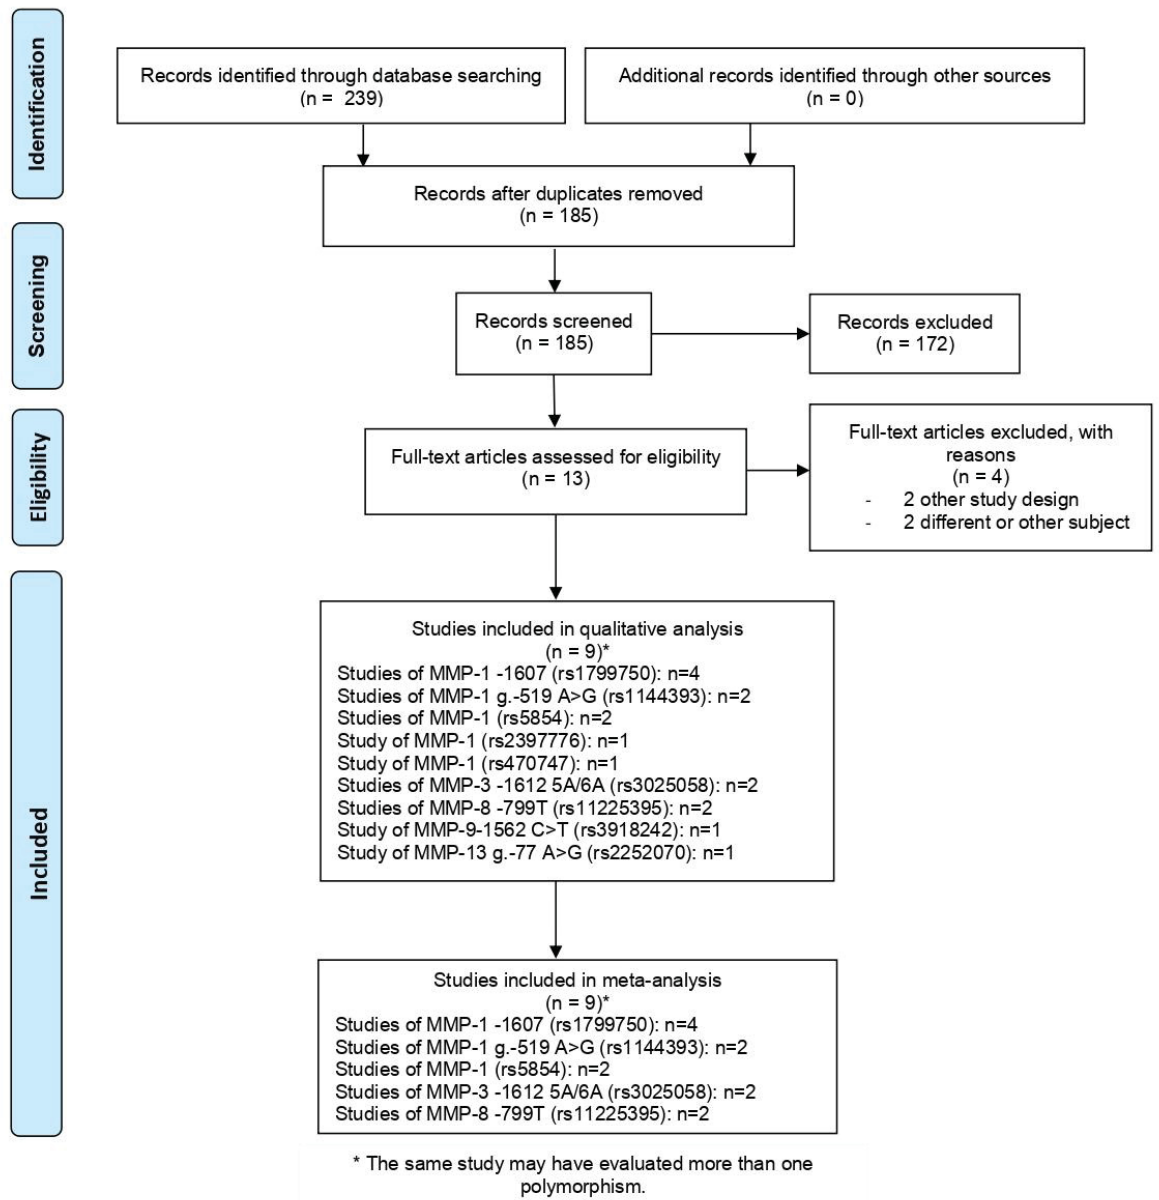 Identification
Records identified through database searching
(n =  239)
Additional records identified through other sources
(n = 0)
Records after duplicates removed
(n = 185)
Screening
Records screened
(n = 185)
Records excluded
(n = 172)
Eligibility
Full-text articles assessed for eligibility
(n = 13)
Full-text articles excluded, with
reasons
(n = 4)
- 2 other study design
- 2 different or other subject
Included
Studies included in qualitative analysis
(n = 9)*
Studies of MMP-1 -1607 (rs1799750): n=4
Studies of MMP-1 g.-519 A>G (rs1144393): n=2
Studies of MMP-1 (rs5854): n=2
Study of MMP-1 (rs2397776): n=1
Study of MMP-1 (rs470747): n=1
Studies of MMP-3 -1612 5A/6A (rs3025058): n=2
Studies of MMP-8 -799T (rs11225395): n=2
Study of MMP-9-1562 C>T (rs3918242): n=1
Study of MMP-13 g.-77 A>G (rs2252070): n=1
Studies included in meta-analysis
(n = 9)*
Studies of MMP-1 -1607 (rs1799750): n=4
Studies of MMP-1 g.-519 A>G (rs1144393): n=2
Studies of MMP-1 (rs5854): n=2
Studies of MMP-3 -1612 5A/6A (rs3025058): n=2
Studies of MMP-8 -799T (rs11225395): n=2
* The same study may have evaluated more than one
polymorphism.